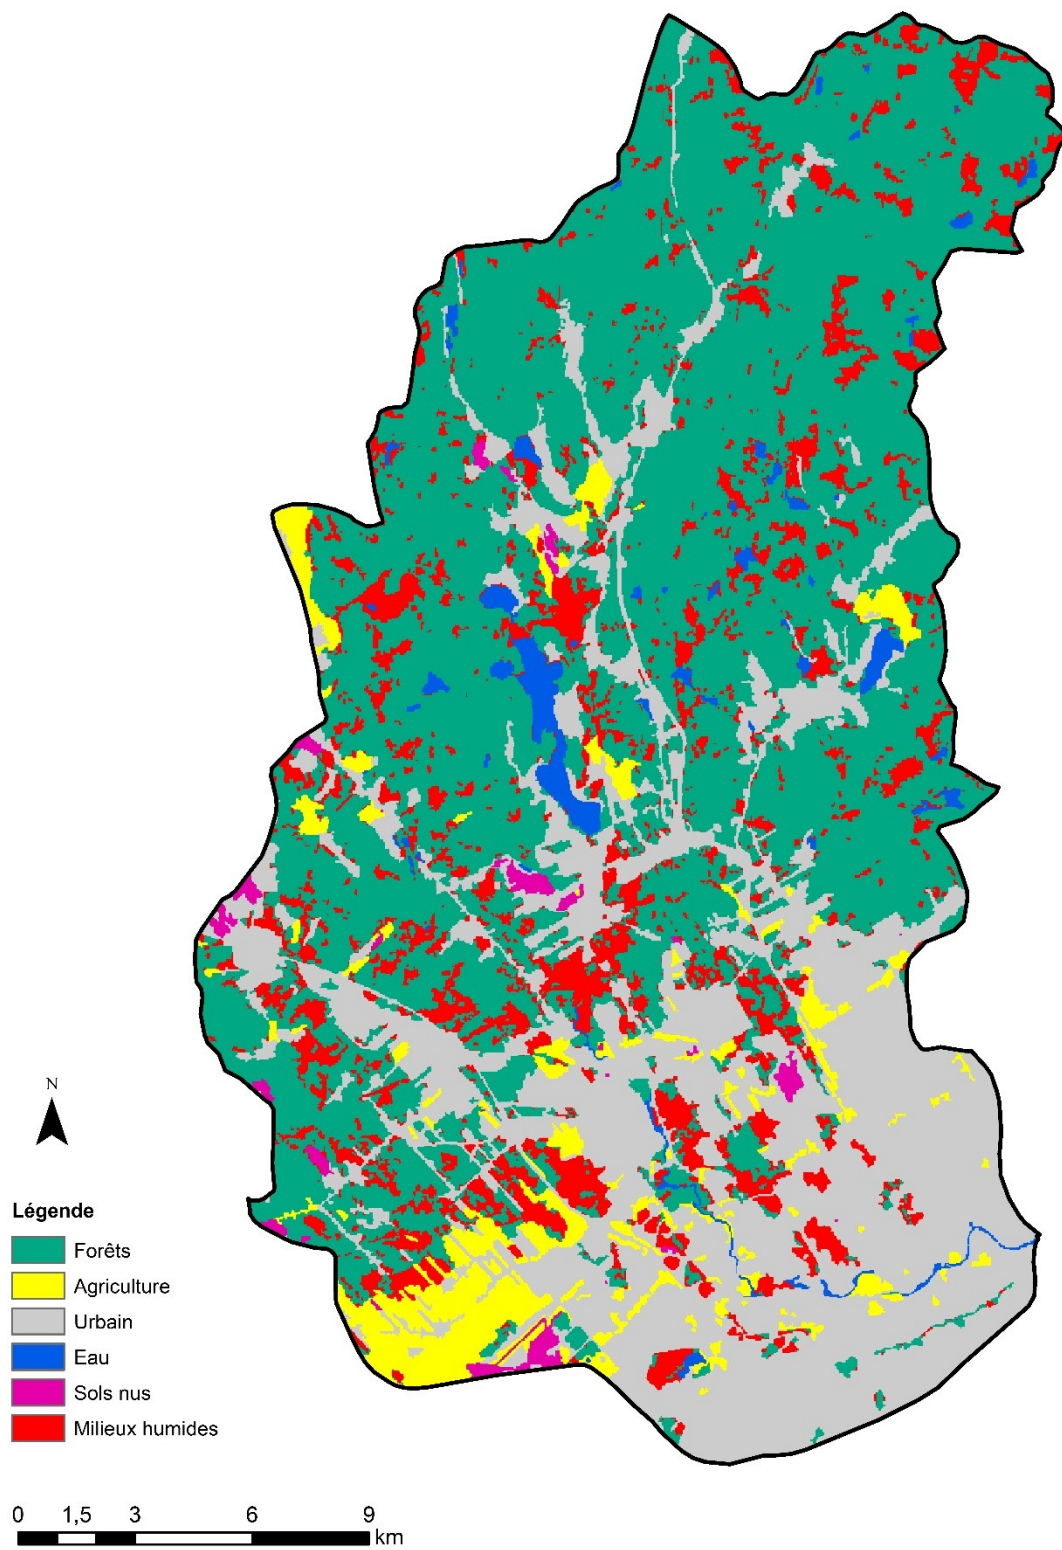 N
Légende
Forêts
Agriculture
Urbain
Eau
Sols nus
Milieux humides
0 1,5 3 6 9
km